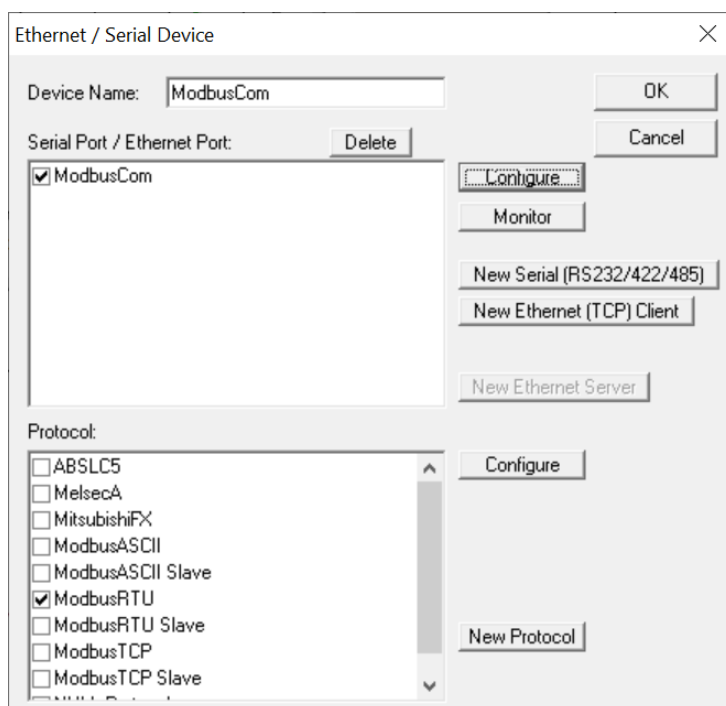 Ethernet / Serial Device
Device Name: ModbusCom
OK
Cancel
Serial Port / Ethernet Port:
Delete
ModbusCom
Configure
Monitor
New Serial (RS232/422/485)
New Ethernet (TCP) Client
New Ethernet Server
Protocol:
ABSLC5
MelsecA
MitsubishiFX
ModbusASCII
ModbusASCII Slave
ModbusRTU
ModbusRTU Slave
ModbusTCP
ModbusTCP Slave
Configure
New Protocol